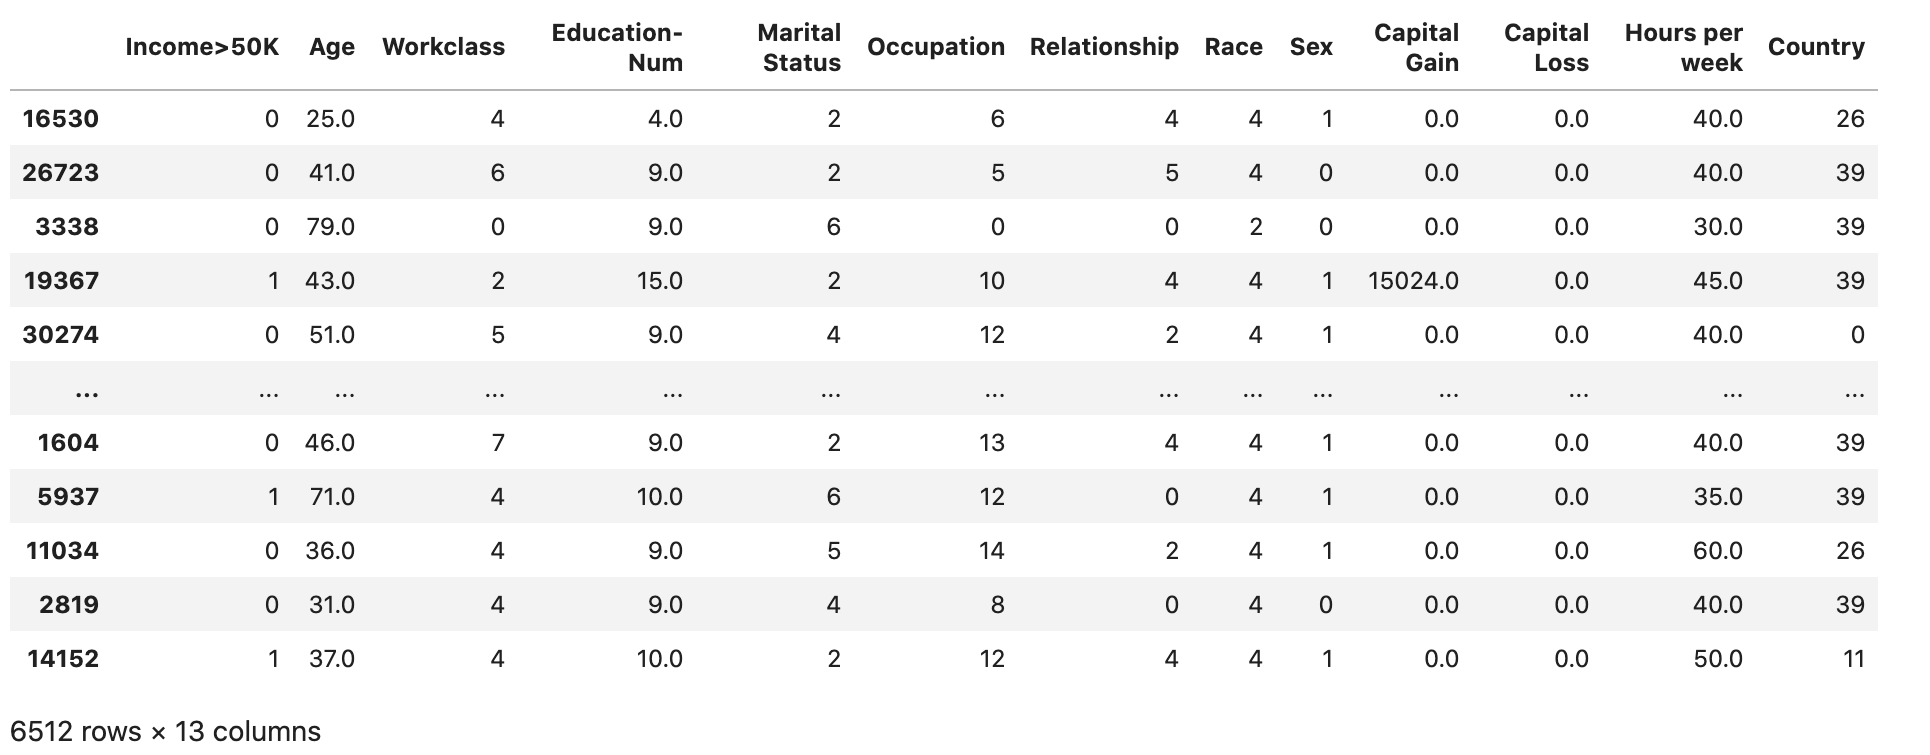 Income>50K Age Workclass Education-Num Marital Status Occupation Relationship Race Sex Capital Gain Capital Loss Hours per week Country
16530 0 25.0 4 4.0 2 6 4 4 1 0.0 0.0 40.0 26
26723 0 41.0 6 9.0 2 5 5 4 0 0.0 0.0 40.0 39
3338 0 79.0 0 9.0 6 0 0 2 0 0.0 0.0 30.0 39
19367 1 43.0 2 15.0 2 10 4 4 1 15024.0 0.0 45.0 39
30274 0 51.0 5 9.0 4 12 2 4 1 0.0 0.0 40.0 0
... ... ... ... ... ... ... ... ... ... ... ... ... ...
1604 0 46.0 7 9.0 2 13 4 4 1 0.0 0.0 40.0 39
5937 1 71.0 4 10.0 6 12 0 4 1 0.0 0.0 35.0 39
11034 0 36.0 4 9.0 5 14 2 4 1 0.0 0.0 60.0 26
2819 0 31.0 4 9.0 4 8 0 4 0 0.0 0.0 40.0 39
14152 1 37.0 4 10.0 2 12 4 4 1 0.0 0.0 50.0 11
6512 rows × 13 columns